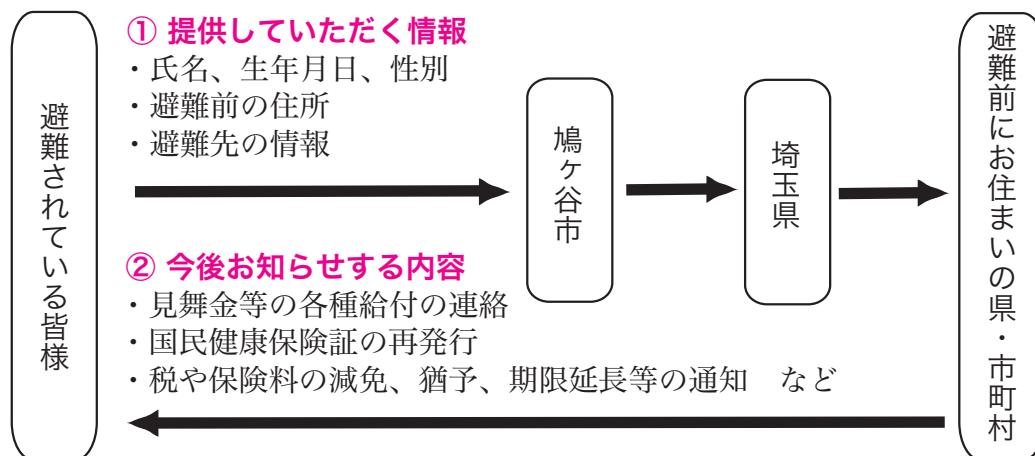 避難されている皆様
① 提供していただく情報
・氏名、生年月日、性別
・避難前の住所
・避難先の情報
鳩ヶ谷市
埼玉県
避難前にお住まいの県・市町村
② 今後お知らせする内容
・見舞金等の各種給付の連絡
・国民健康保険証の再発行
・税や保険料の減免、猶予、期限延長等の通知　など